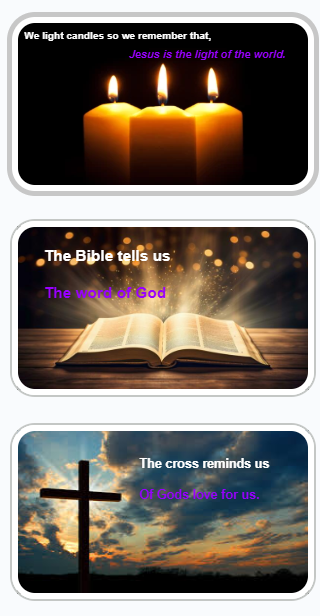 We light candles so we remember that,
Jesus is the light of the world.
The Bible tells us
The word of God
The cross reminds us
Of Gods love for us.